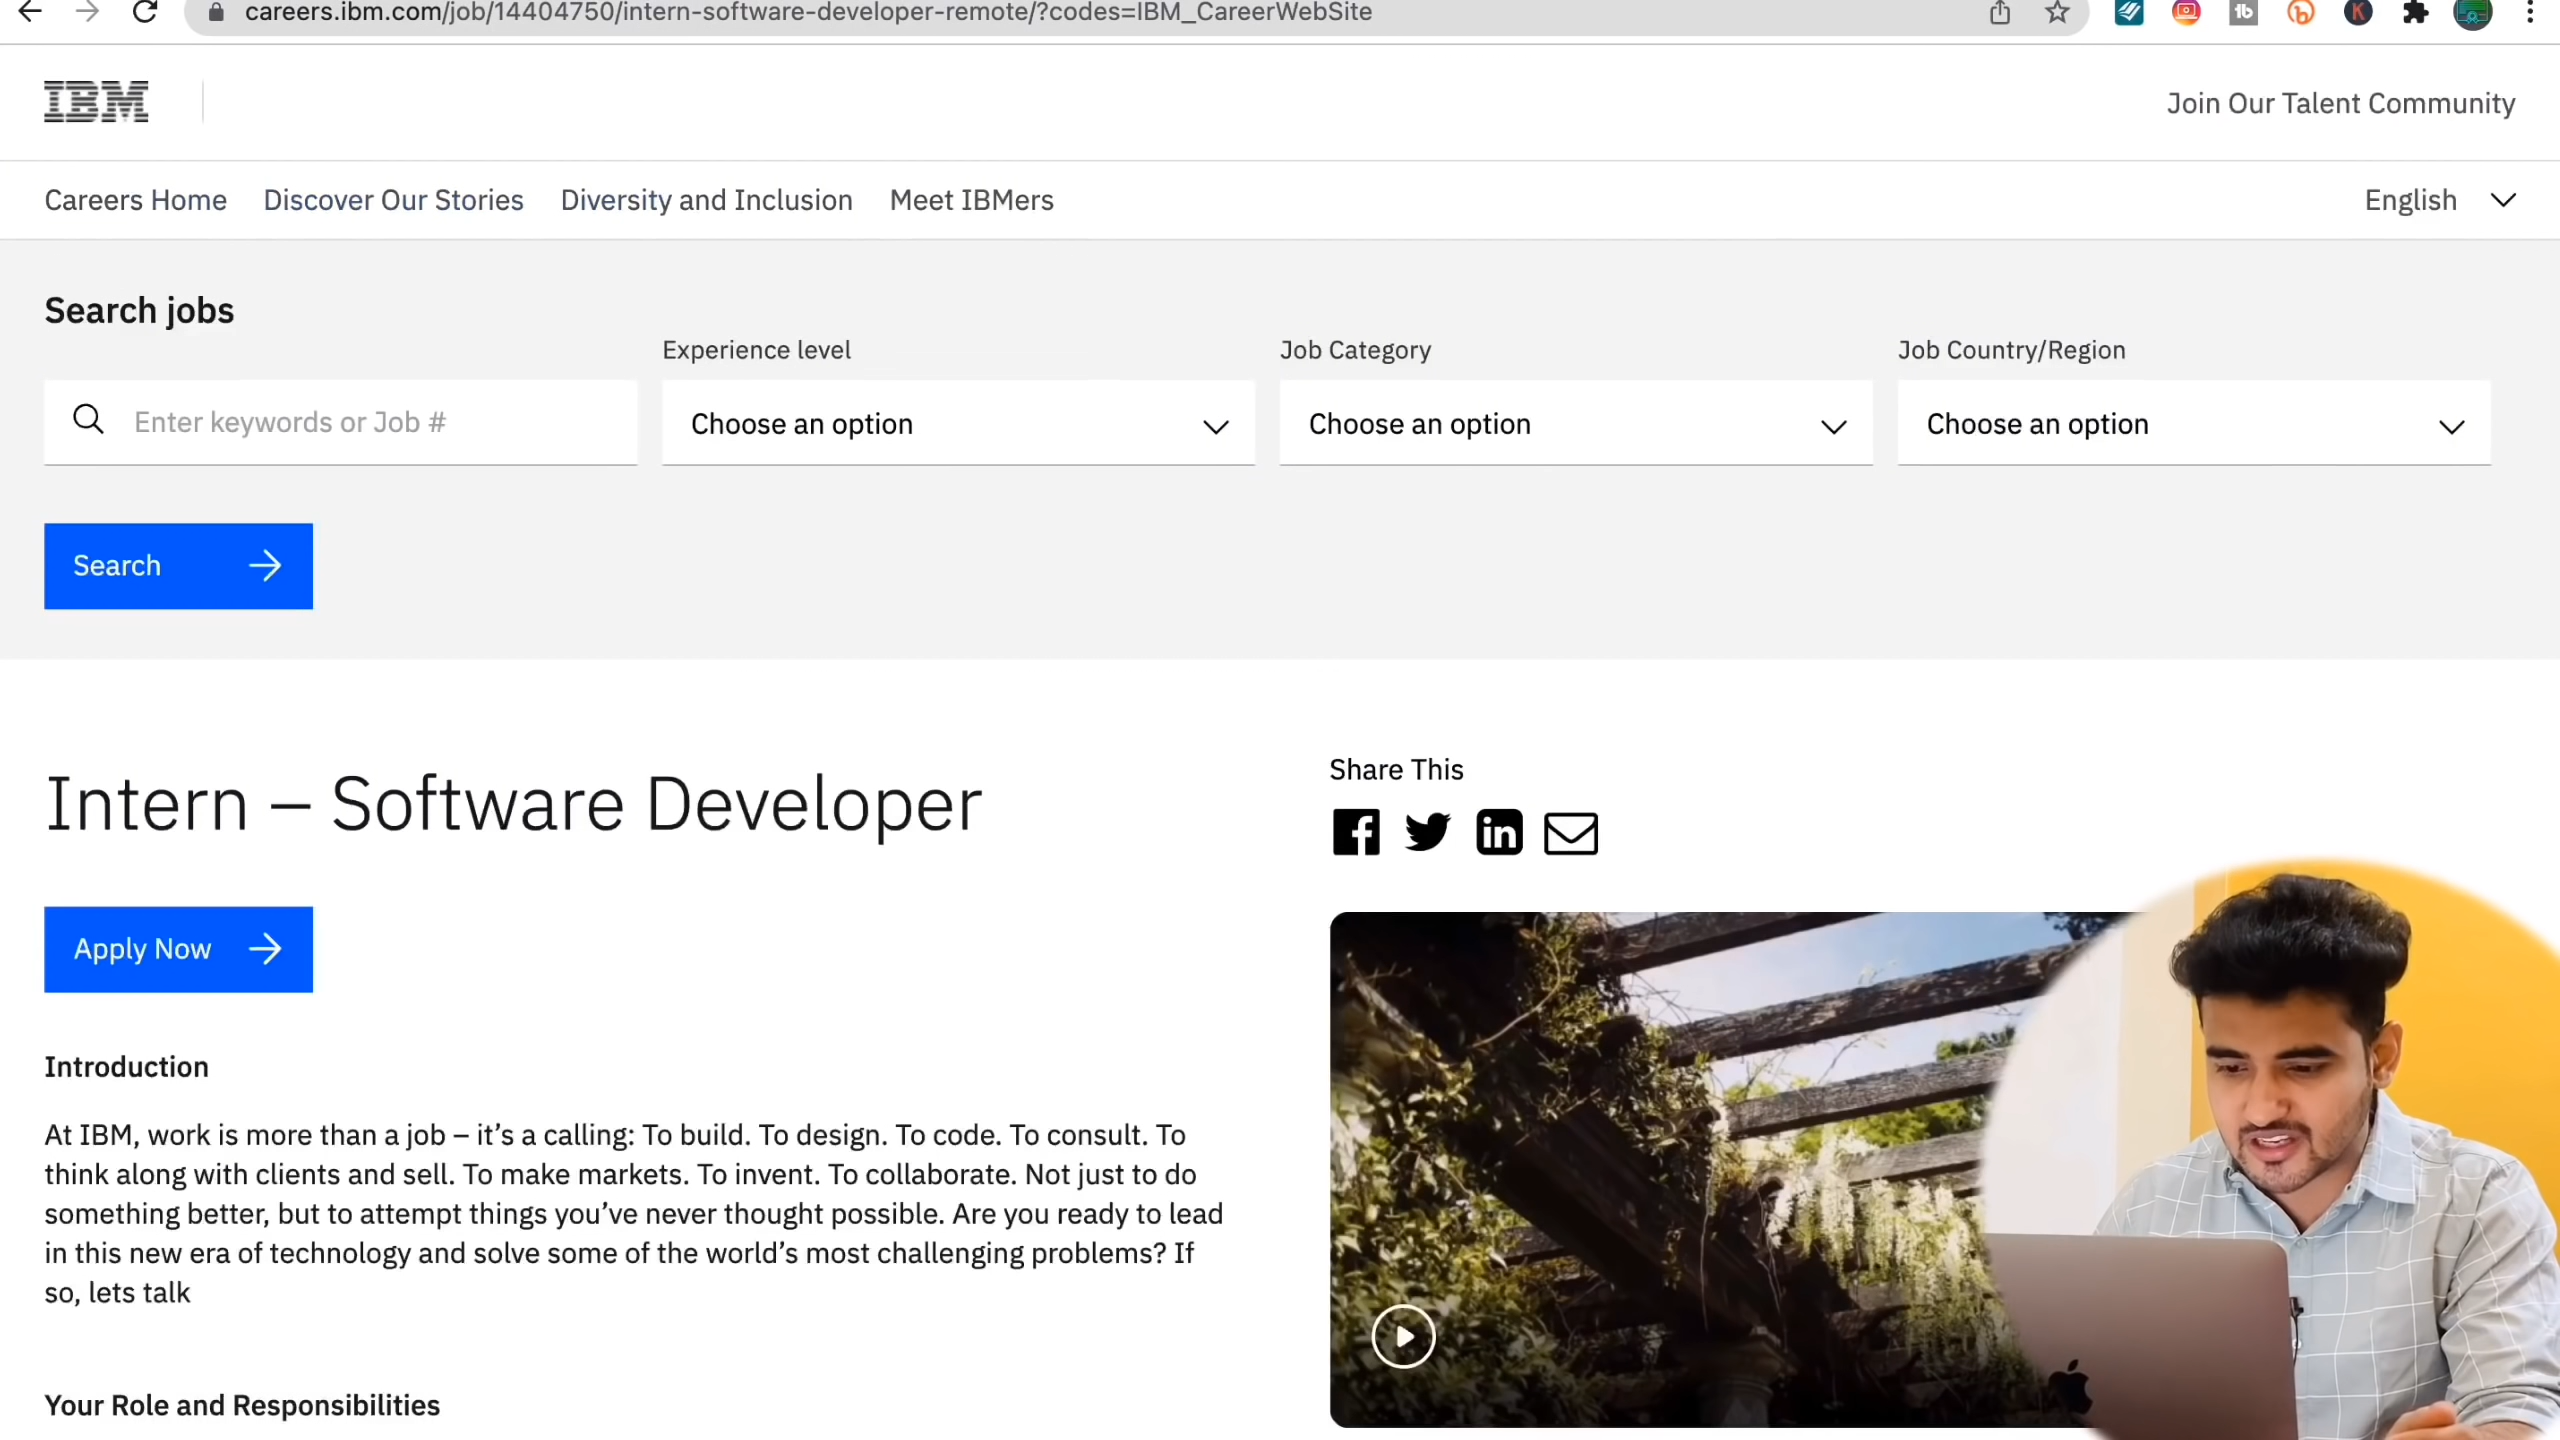 careers.ibm.com/job/14404750/intern-software-developer-remote/?codes=IBM_CareerWebSite
IBM
Join Our Talent Community
Careers Home
Discover Our Stories
Diversity and Inclusion
Meet IBMers
English
Search jobs
Experience level
Job Category
Job Country/Region
Enter keywords or Job #
Choose an option
Choose an option
Choose an option
Search
Intern – Software Developer
Share This
Apply Now
Introduction
At IBM, work is more than a job – it’s a calling: To build. To design. To code. To consult. To
think along with clients and sell. To make markets. To invent. To collaborate. Not just to do
something better, but to attempt things you’ve never thought possible. Are you ready to lead
in this new era of technology and solve some of the world’s most challenging problems? If
so, lets talk
Your Role and Responsibilities